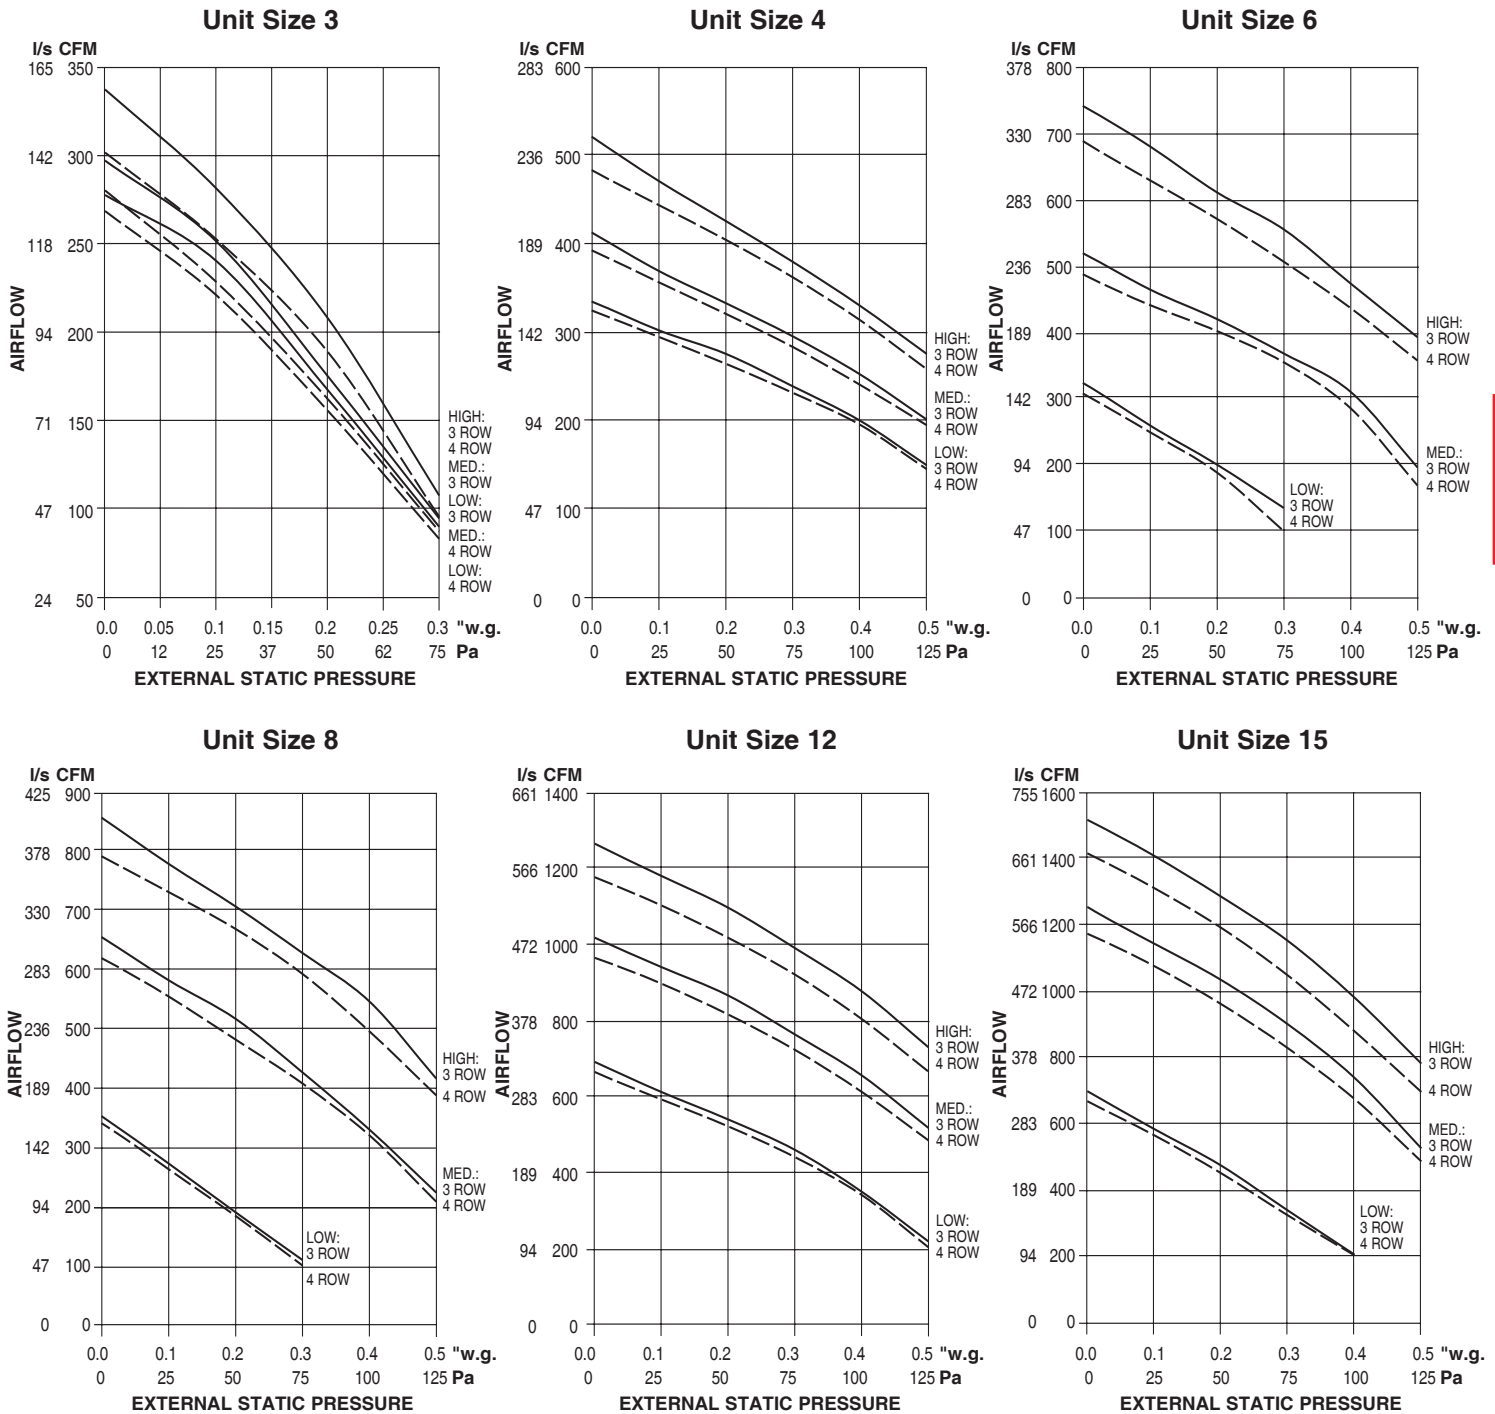 Unit Size 3
l/s CFM
165 350
142 300
118 250
94 200
71 150
47 100
24 50
AIRFLOW
HIGH:
3 ROW
4 ROW
MED.:
3 ROW
LOW:
3 ROW
MED.:
4 ROW
LOW:
4 ROW
0.0 0.05 0.1 0.15 0.2 0.25 0.3 "w.g.
0 12 25 37 50 62 75 Pa
EXTERNAL STATIC PRESSURE
Unit Size 4
l/s CFM
283 600
236 500
189 400
142 300
94 200
47 100
0 0
AIRFLOW
HIGH:
3 ROW
4 ROW
MED.:
3 ROW
4 ROW
LOW:
3 ROW
4 ROW
0.0 0.1 0.2 0.3 0.4 0.5 "w.g.
0 25 50 75 100 125 Pa
EXTERNAL STATIC PRESSURE
Unit Size 6
l/s CFM
378 800
330 700
283 600
236 500
189 400
142 300
94 200
47 100
0 0
AIRFLOW
HIGH:
3 ROW
4 ROW
MED.:
3 ROW
4 ROW
LOW:
3 ROW
4 ROW
0.0 0.1 0.2 0.3 0.4 0.5 "w.g.
0 25 50 75 100 125 Pa
EXTERNAL STATIC PRESSURE
Unit Size 8
l/s CFM
425 900
378 800
330 700
283 600
236 500
189 400
142 300
94 200
47 100
0 0
AIRFLOW
HIGH:
3 ROW
4 ROW
MED.:
3 ROW
4 ROW
LOW:
3 ROW
4 ROW
0.0 0.1 0.2 0.3 0.4 0.5 "w.g.
0 25 50 75 100 125 Pa
EXTERNAL STATIC PRESSURE
Unit Size 12
l/s CFM
661 1400
566 1200
472 1000
378 800
283 600
189 400
94 200
0 0
AIRFLOW
HIGH:
3 ROW
4 ROW
MED.:
3 ROW
4 ROW
LOW:
3 ROW
4 ROW
0.0 0.1 0.2 0.3 0.4 0.5 "w.g.
0 25 50 75 100 125 Pa
EXTERNAL STATIC PRESSURE
Unit Size 15
l/s CFM
755 1600
661 1400
566 1200
472 1000
378 800
283 600
189 400
94 200
0 0
AIRFLOW
HIGH:
3 ROW
4 ROW
MED.:
3 ROW
4 ROW
LOW:
3 ROW
4 ROW
0.0 0.1 0.2 0.3 0.4 0.5 "w.g.
0 25 50 75 100 125 Pa
EXTERNAL STATIC PRESSURE